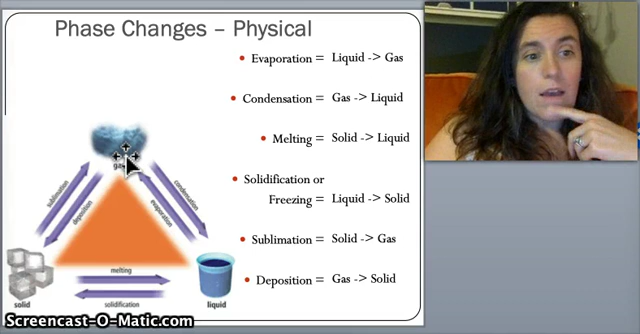 Phase Changes – Physical
• Evaporation = Liquid -> Gas
• Condensation = Gas -> Liquid
• Melting = Solid -> Liquid
• Solidification or
Freezing = Liquid -> Solid
• Sublimation = Solid -> Gas
• Deposition = Gas -> Solid
gas
sublimation
deposition
condensation
evaporation
melting
solidification
solid
liquid
Screencast-O-Matic.com